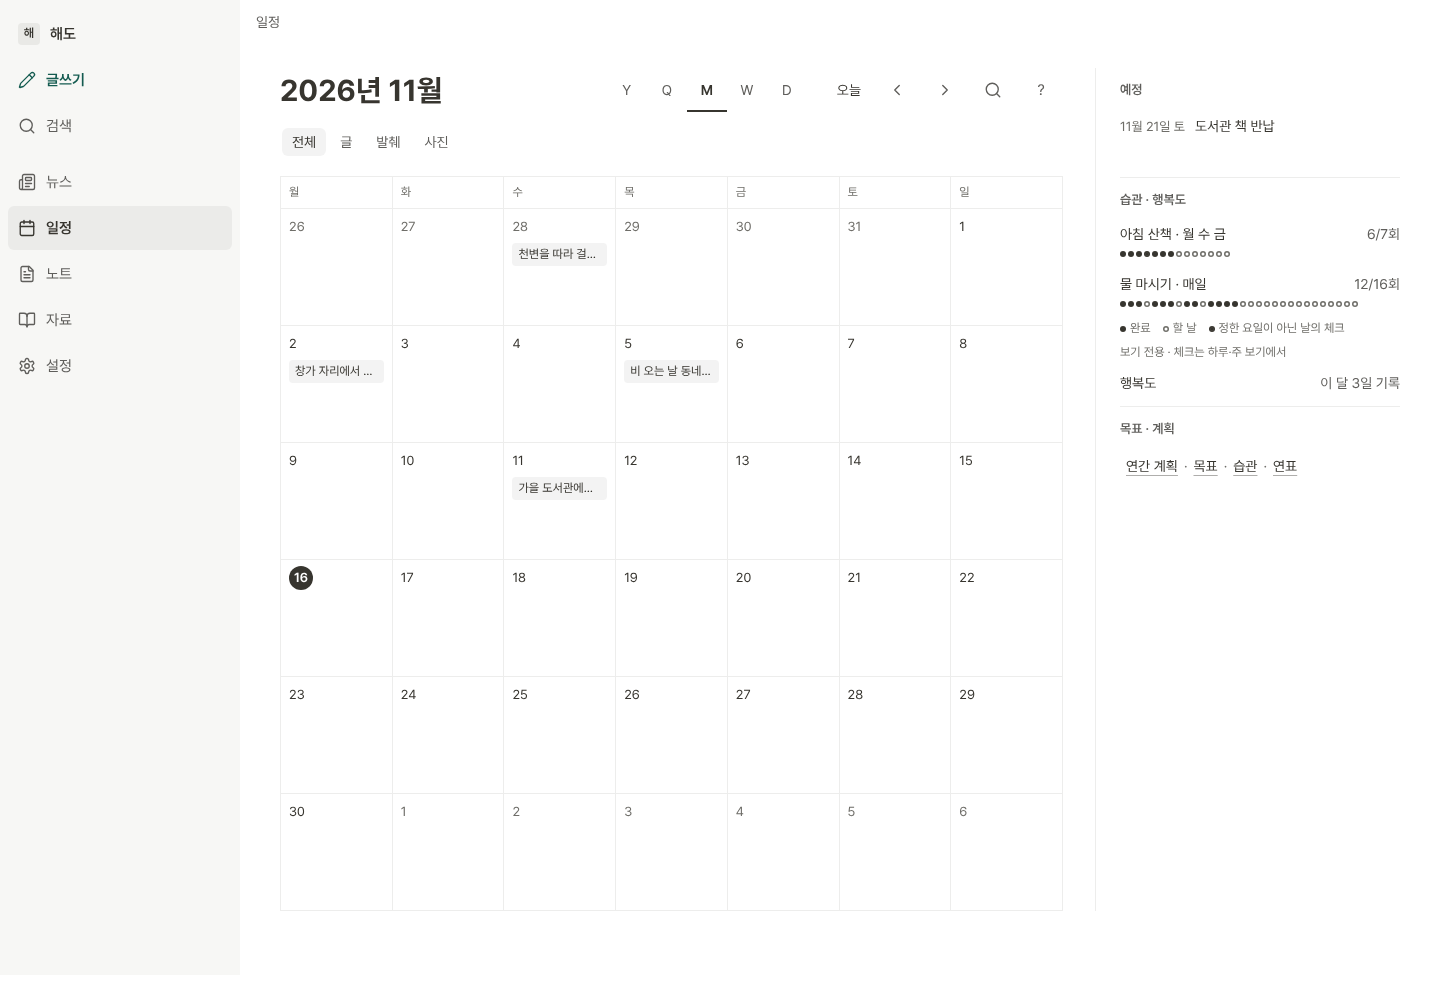 해 해도
글쓰기
검색
뉴스
일정
노트
자료
설정
일정
2026년 11월
Y Q M W D 오늘 ?
전체 글 발췌 사진
월 화 수 목 금 토 일
26 27 28 29 30 31 1
천변을 따라 걸...
2 3 4 5 6 7 8
창가 자리에서 ... 비 오는 날 동네...
9 10 11 12 13 14 15
가을 도서관에...
16 17 18 19 20 21 22
23 24 25 26 27 28 29
30 1 2 3 4 5 6
예정
11월 21일 토 도서관 책 반납
습관 · 행복도
아침 산책 · 월 수 금 6/7회
물 마시기 · 매일 12/16회
완료 할 날 정한 요일이 아닌 날의 체크
보기 전용 · 체크는 하루·주 보기에서
행복도 이 달 3일 기록
목표 · 계획
연간 계획 · 목표 · 습관 · 연표